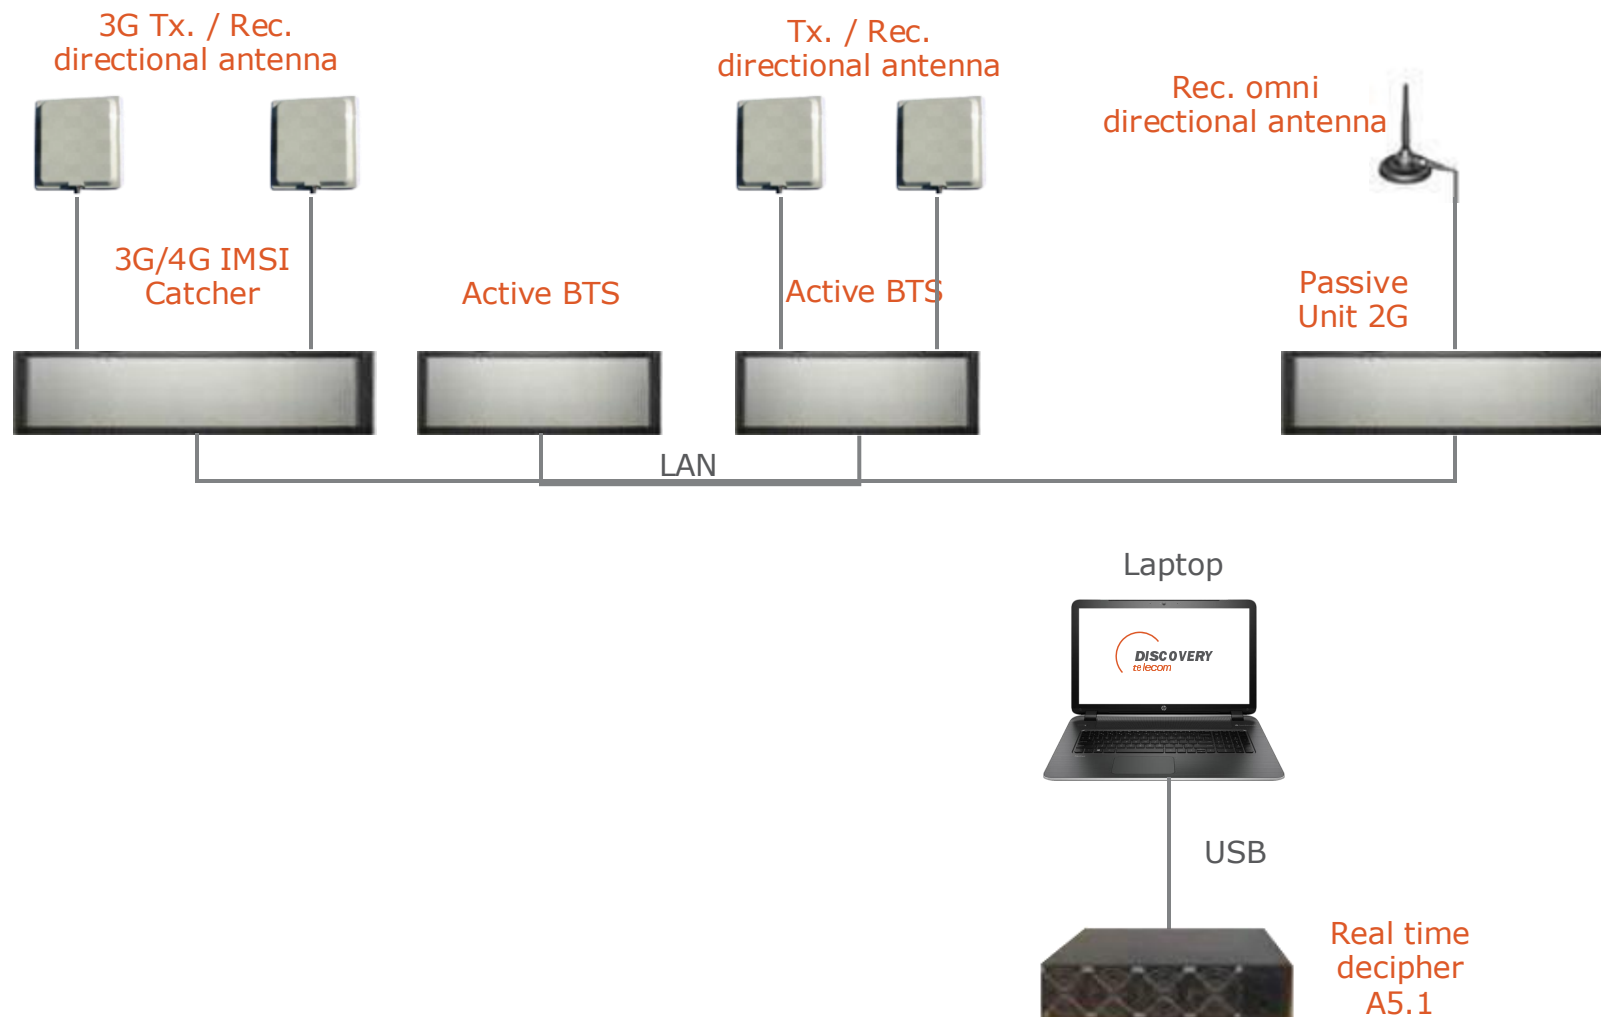 3G Tx. / Rec.
directional antenna
Tx. / Rec.
directional antenna
Rec. omni
directional antenna
3G/4G IMSI
Catcher
Active BTS
Active BTS
Passive
Unit 2G
LAN
Laptop
DISCOVERY
telecom
USB
Real time
decipher
A5.1